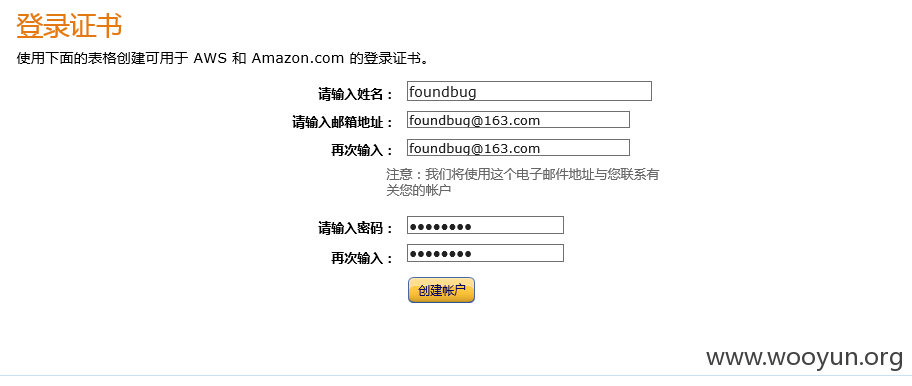 登录证书
使用下面的表格创建可用于 AWS 和 Amazon.com 的登录证书。
请输入姓名： foundbug
请输入邮箱地址： foundbug@163.com
再次输入： foundbug@163.com
注意：我们将使用这个电子邮件地址与您联系有
关您的帐户
请输入密码： ●●●●●●●●
再次输入： ●●●●●●●●
创建帐户
www.wooyun.org